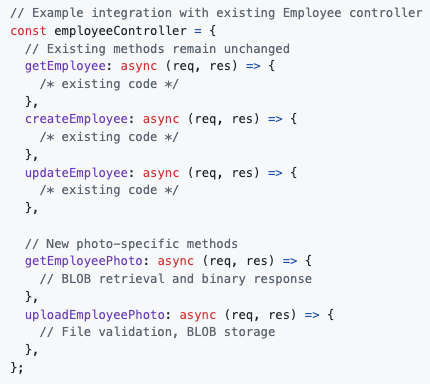 // Example integration with existing Employee controller
const employeeController = {
  // Existing methods remain unchanged
  getEmployee: async (req, res) => {
    /* existing code */
  },
  createEmployee: async (req, res) => {
    /* existing code */
  },
  updateEmployee: async (req, res) => {
    /* existing code */
  },

  // New photo-specific methods
  getEmployeePhoto: async (req, res) => {
    // BLOB retrieval and binary response
  },
  uploadEmployeePhoto: async (req, res) => {
    // File validation, BLOB storage
  },
};